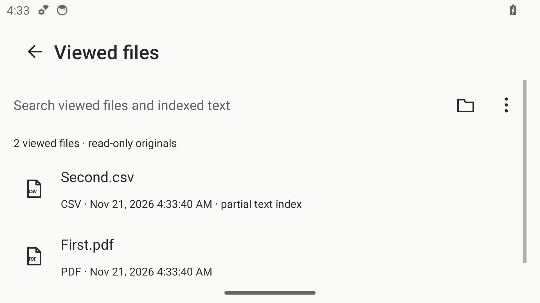 4:33
Viewed files
Search viewed files and indexed text
2 viewed files · read-only originals
Second.csv
CSV · Nov 21, 2026 4:33:40 AM · partial text index
First.pdf
PDF · Nov 21, 2026 4:33:40 AM